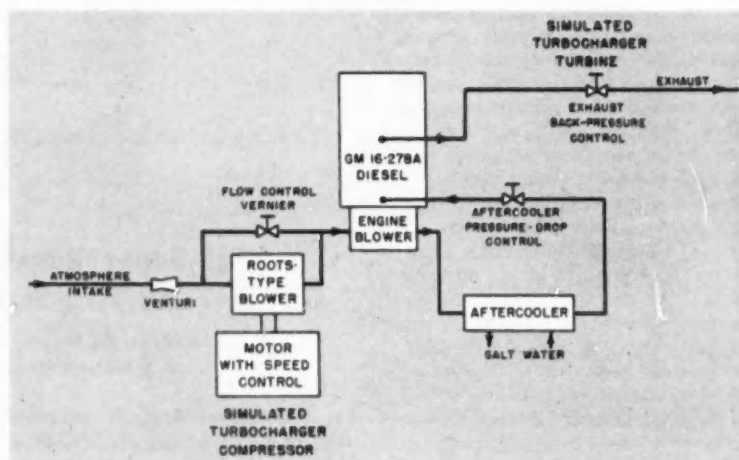 SIMULATED
TURBOCHARGER
TURBINE
EXHAUST
EXHAUST
BACK-PRESSURE
CONTROL
GM 16-278A
DIESEL
FLOW CONTROL
VERNIER
ENGINE
BLOWER
AFTERCOOLER
PRESSURE-DROP
CONTROL
ATMOSPHERE
INTAKE
VENTURI
ROOTS-
TYPE
BLOWER
AFTERCOOLER
SALT WATER
MOTOR
WITH SPEED
CONTROL
SIMULATED
TURBOCHARGER
COMPRESSOR